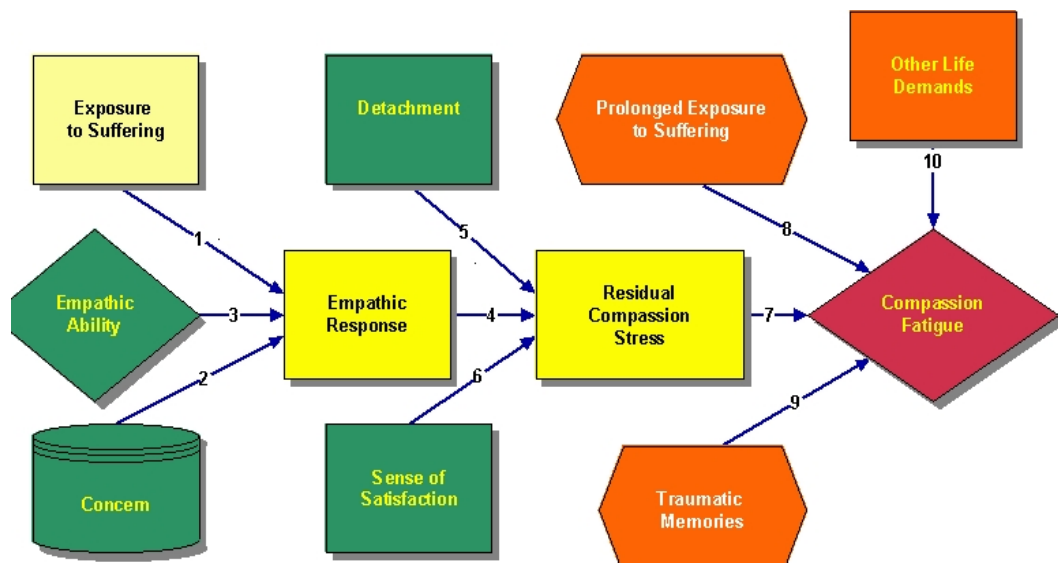 Exposure
to Suffering
Detachment
Prolonged Exposure
to Suffering
Other Life
Demands
10
1
5
8
Empathic
Ability
3
Empathic
Response
4
Residual
Compassion
Stress
7
Compassion
Fatigue
2
6
9
Concern
Sense of
Satisfaction
Traumatic
Memories